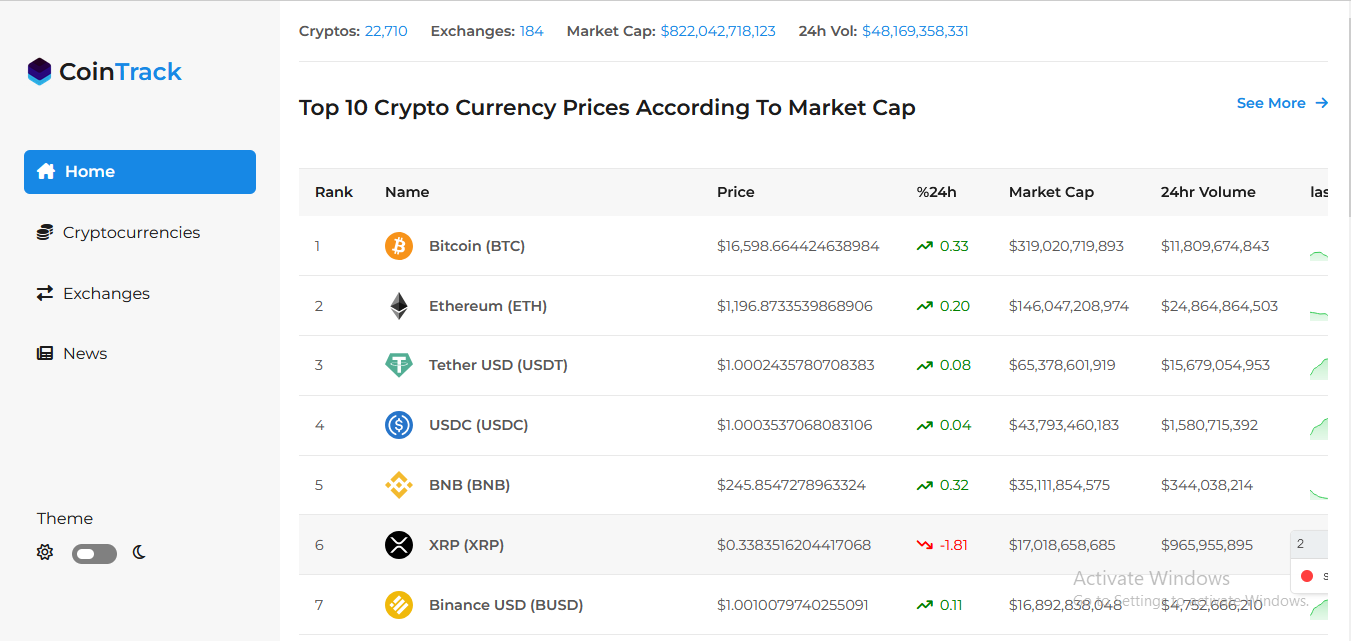 Cryptos: 22,710 Exchanges: 184 Market Cap: $822,042,718,123 24h Vol: $48,169,358,331
CoinTrack
Home
Cryptocurrencies
Exchanges
News
Theme
Top 10 Crypto Currency Prices According To Market Cap
See More
Rank Name Price %24h Market Cap 24hr Volume las
1 Bitcoin (BTC) $16,598.664424638984 0.33 $319,020,719,893 $11,809,674,843
2 Ethereum (ETH) $1,196.8733539868906 0.20 $146,047,208,974 $24,864,864,503
3 Tether USD (USDT) $1.0002435780708383 0.08 $65,378,601,919 $15,679,054,953
4 USDC (USDC) $1.0003537068083106 0.04 $43,793,460,183 $1,580,715,392
5 BNB (BNB) $245.8547278963324 0.32 $35,111,854,575 $344,038,214
6 XRP (XRP) $0.3383516204417068 -1.81 $17,018,658,685 $965,955,895
2
s
7 Binance USD (BUSD) $1.0010079740255091 0.11 $16,892,838,048 $4,752,666,210
Activate Windows
Go to Settings to activate Windows.